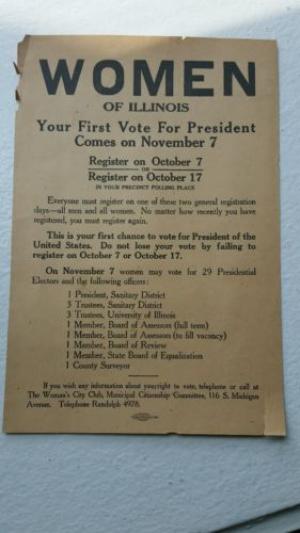 WOMEN
OF ILLINOIS
Your First Vote For President
Comes on November 7
Register on October 7
OR
Register on October 17
IN YOUR PRECINCT POLLING PLACE
Everyone must register on one of these two general registration
days—all men and all women. No matter how recently you have
registered, you must register again.
This is your first chance to vote for President of the
United States. Do not lose your vote by failing to
register on October 7 or October 17.
On November 7 women may vote for 29 Presidential
Electors and the following officers:
1 President, Sanitary District
3 Trustees, Sanitary District
3 Trustees, University of Illinois
1 Member, Board of Assessors (full term)
1 Member, Board of Assessors (to fill vacancy)
1 Member, Board of Review
1 Member, State Board of Equalization
1 County Surveyor
If you wish any information about your right to vote, telephone or call at
The Woman's City Club, Municipal Citizenship Committee, 116 S. Michigan
Avenue. Telephone Randolph 4978.